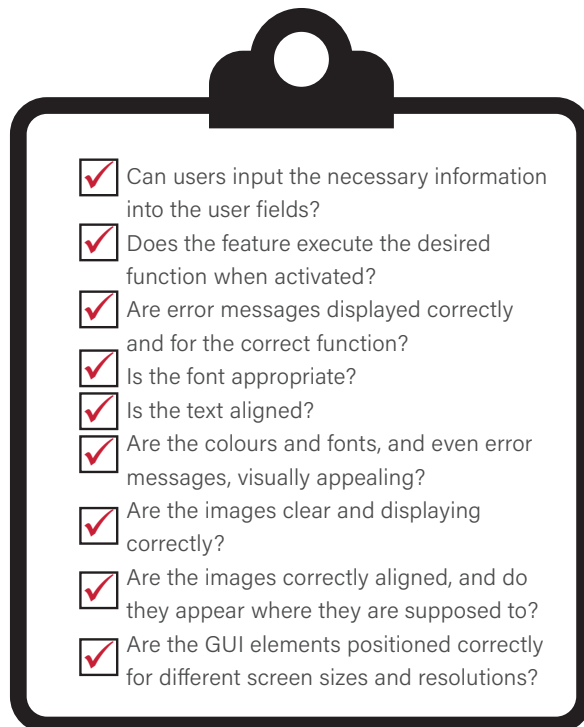 Can users input the necessary information
into the user fields?
Does the feature execute the desired
function when activated?
Are error messages displayed correctly
and for the correct function?
Is the font appropriate?
Is the text aligned?
Are the colours and fonts, and even error
messages, visually appealing?
Are the images clear and displaying
correctly?
Are the images correctly aligned, and do
they appear where they are supposed to?
Are the GUI elements positioned correctly
for different screen sizes and resolutions?